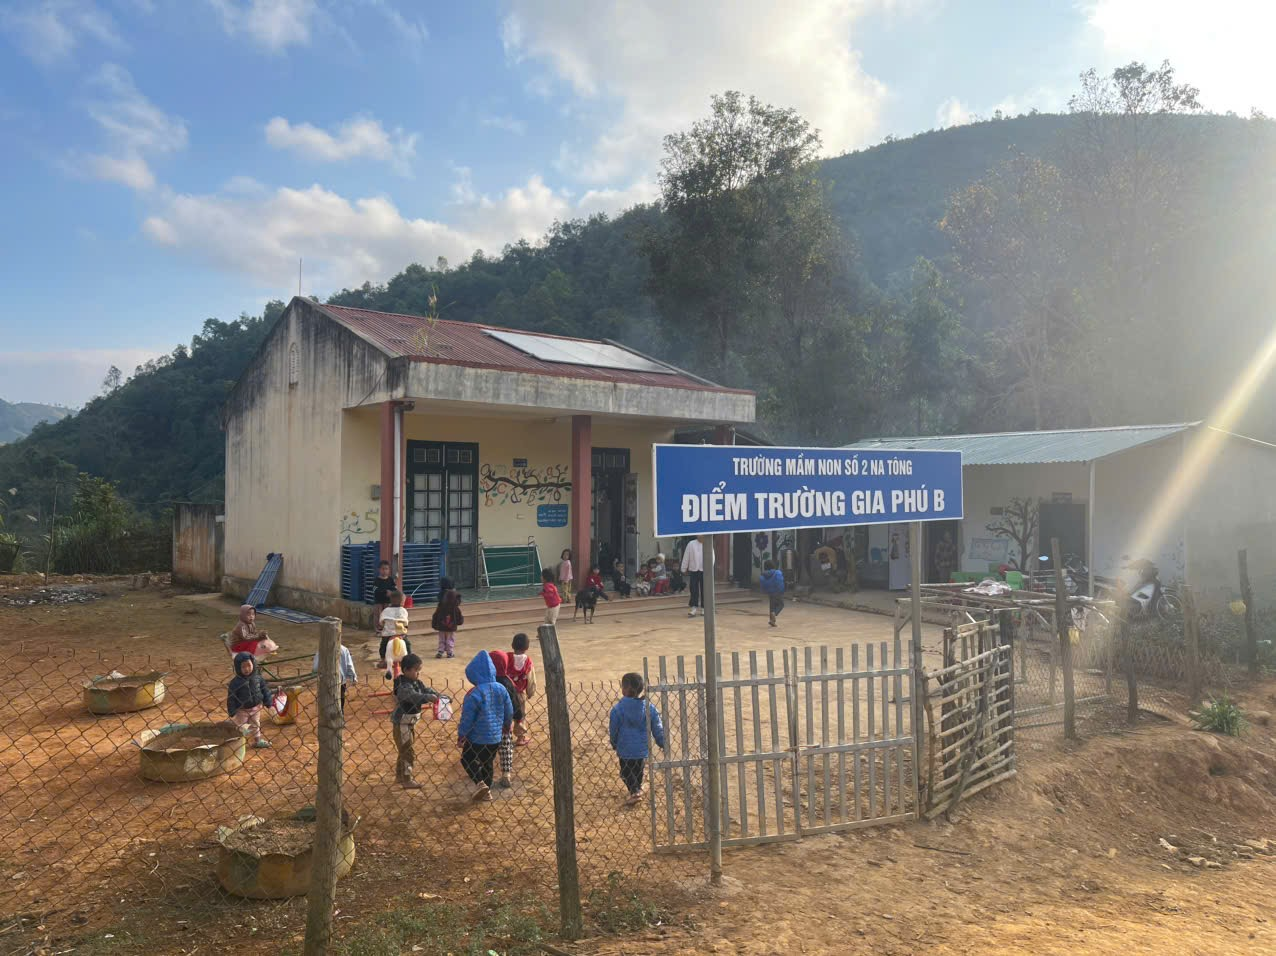 TRƯỜNG MẦM NON SỐ 2 NA TÔNG
ĐIỂM TRƯỜNG GIA PHÚ B